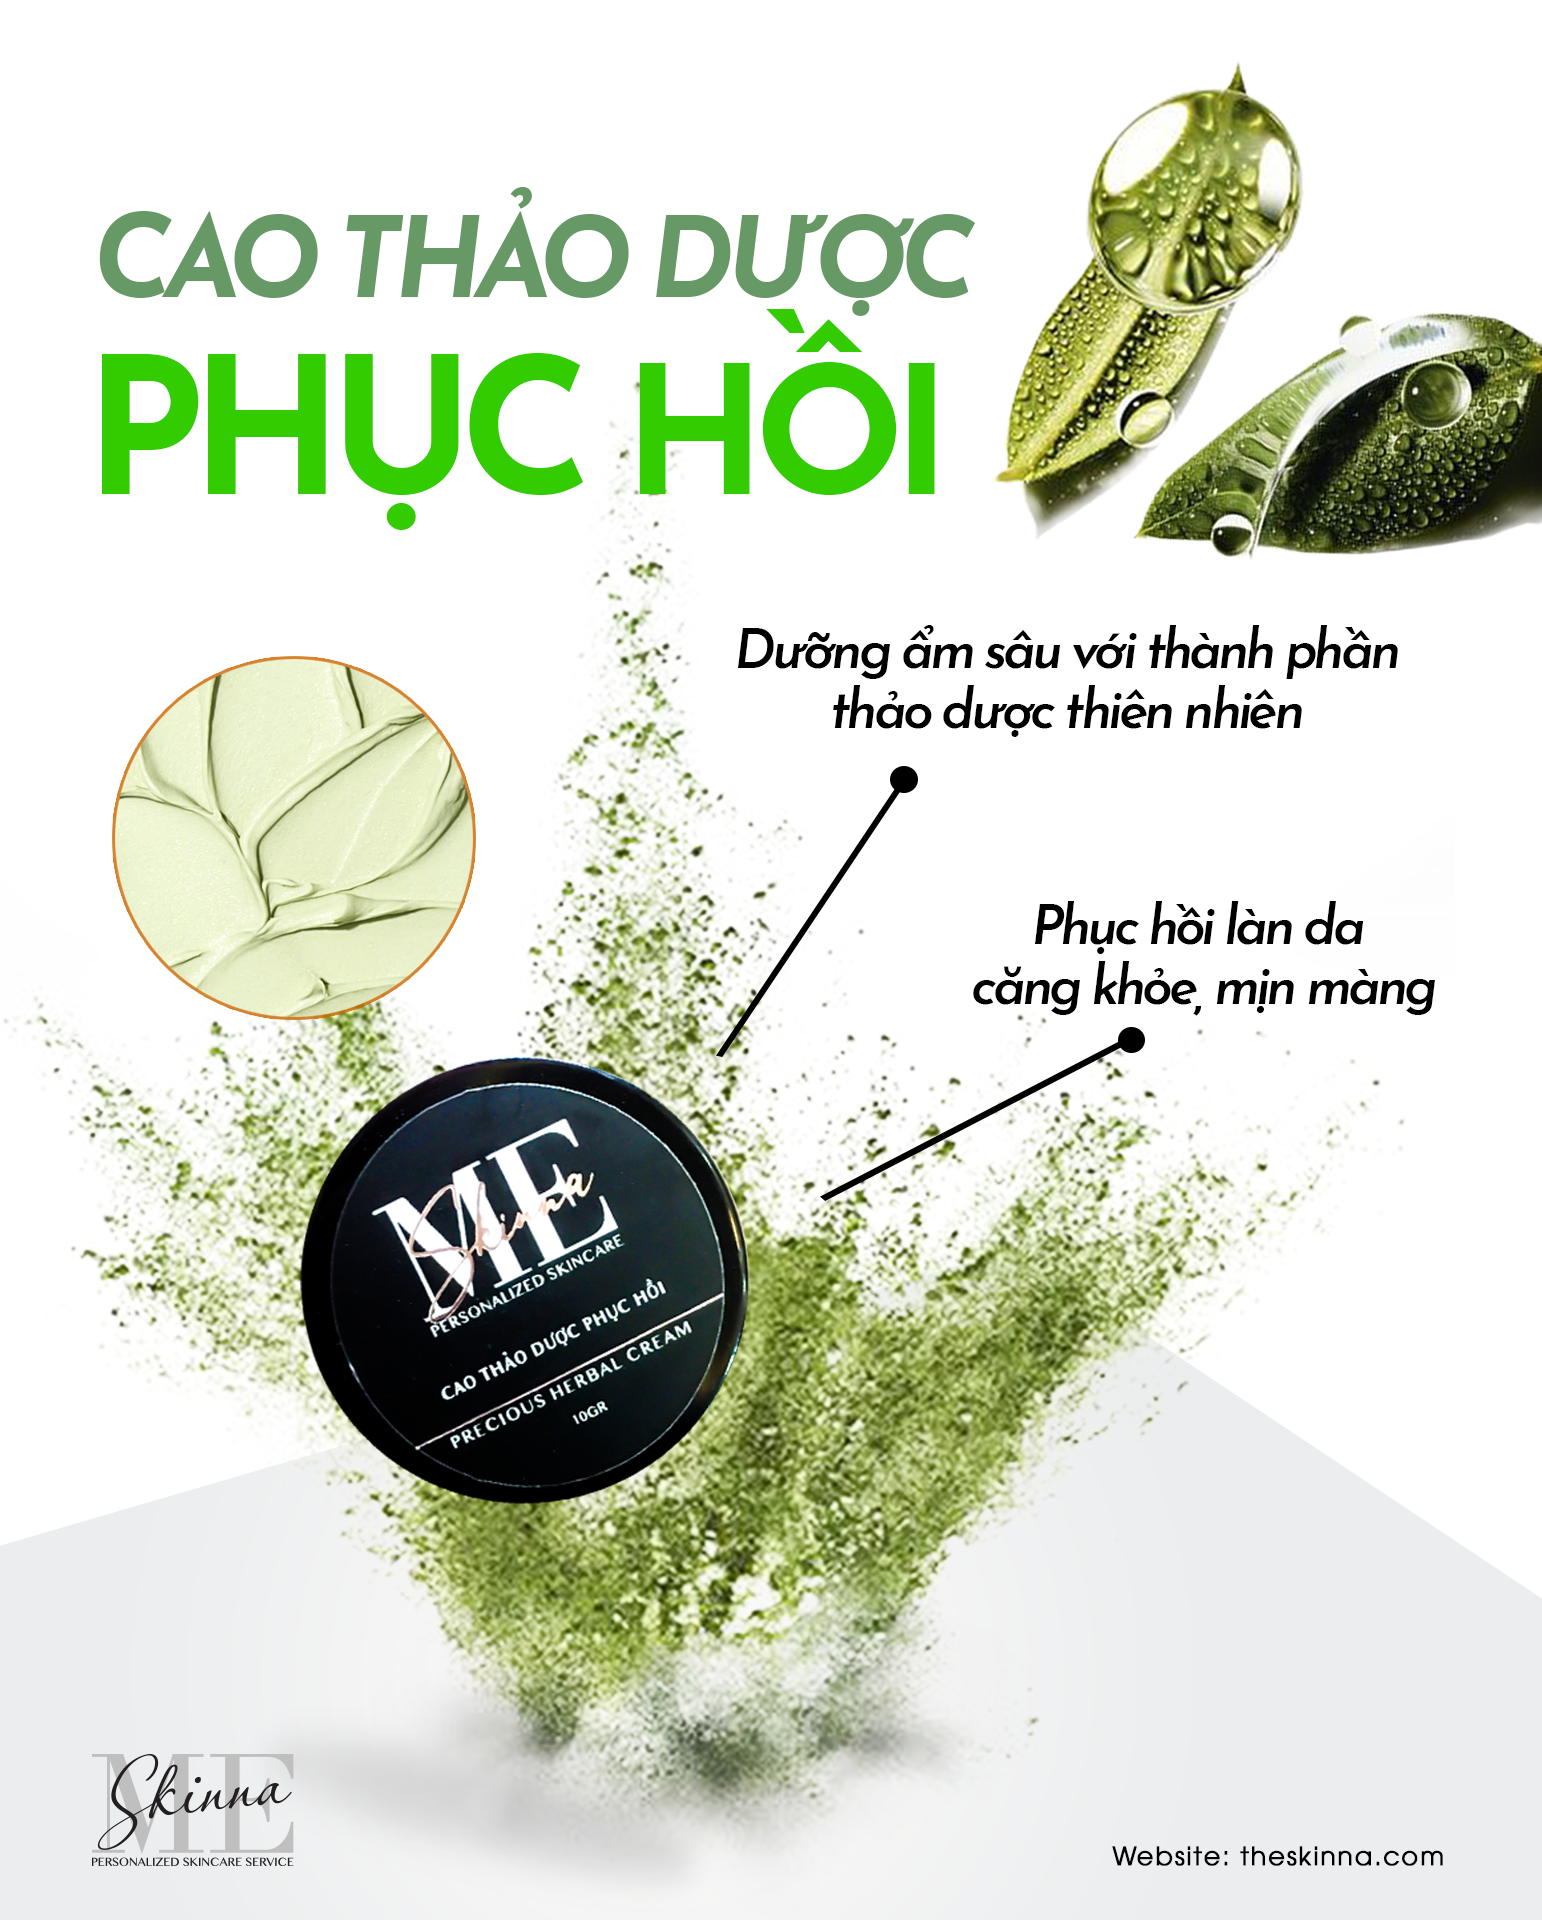 CAO THẢO DƯỢC
PHỤC HỒI
Dưỡng ẩm sâu với thành phần
thảo dược thiên nhiên
Phục hồi làn da
căng khỏe, mịn màng
ME
Skinna
PERSONALIZED SKINCARE
CAO THẢO DƯỢC PHỤC HỒI
PRECIOUS HERBAL CREAM
10GR
ME
Skinna
PERSONALIZED SKINCARE SERVICE
Website: theskinna.com